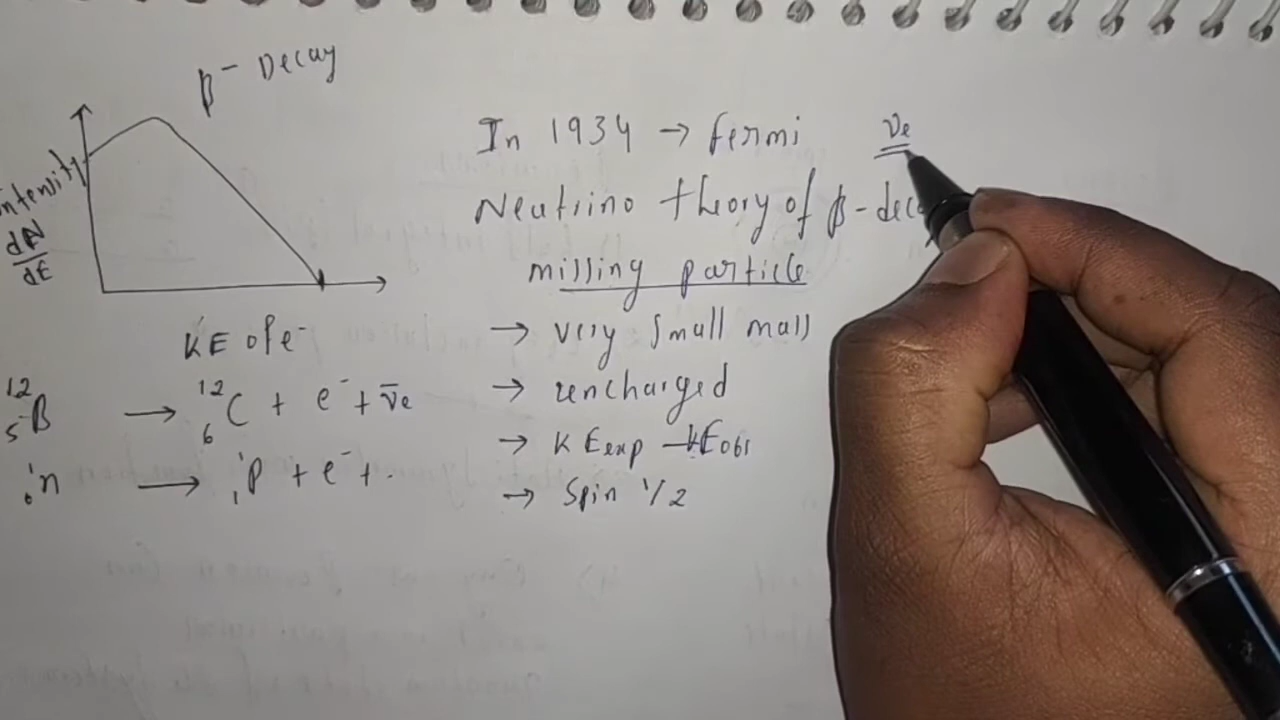 β- Decay
intensity
dN
dE
KE of e-
¹²₅B → ¹²₆C + e- + ν̄e
¹₀n → ¹₁P + e- + .
In 1934 → fermi
νe
Neutrino theory of β-deca
missing particle
→ very small mass
→ uncharged
→ KEexp - KEobs
→ Spin 1/2